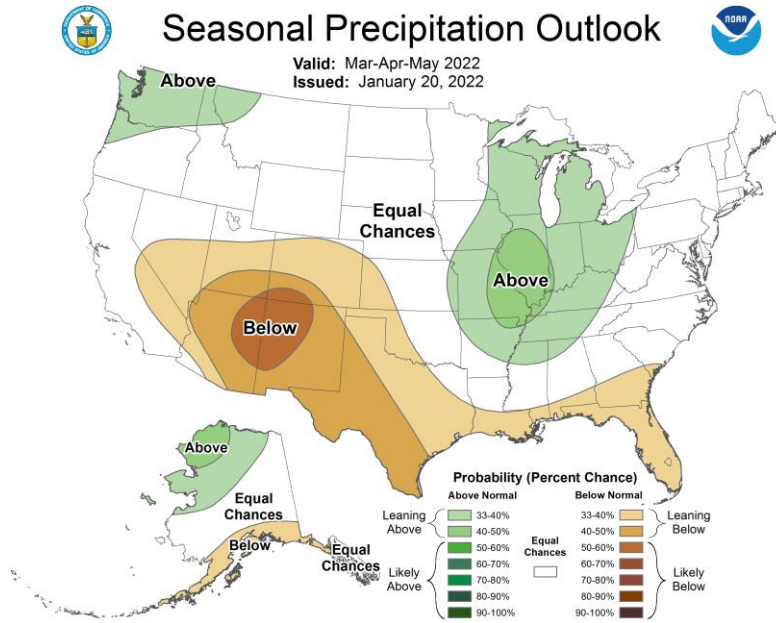 Seasonal Precipitation Outlook
Valid: Mar-Apr-May 2022
Issued: January 20, 2022
NOAA
Above
Equal
Chances
Above
Below
Above
Equal
Chances
Below
Equal
Chances
Probability (Percent Chance)
Above Normal
Below Normal
Leaning
Above
33-40%
40-50%
50-60%
60-70%
70-80%
80-90%
90-100%
Likely
Above
Equal
Chances
33-40%
40-50%
50-60%
60-70%
70-80%
80-90%
90-100%
Leaning
Below
Likely
Below